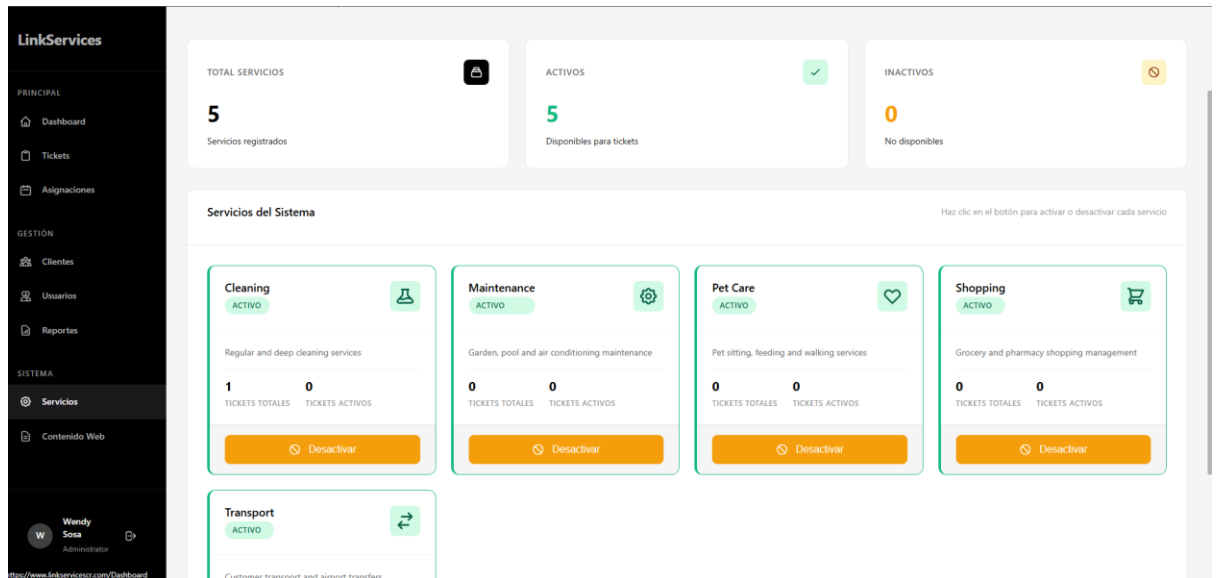 LinkServices
PRINCIPAL
Dashboard
Tickets
Asignaciones
GESTIÓN
Clientes
Usuarios
Reportes
SISTEMA
Servicios
Contenido Web
W
Wendy
Sosa
Administrator
https://www.linkservicescr.com/Dashboard
TOTAL SERVICIOS
5
Servicios registrados
ACTIVOS
5
Disponibles para tickets
INACTIVOS
0
No disponibles
Servicios del Sistema
Haz clic en el botón para activar o desactivar cada servicio
Cleaning
ACTIVO
Regular and deep cleaning services
1 0
TICKETS TOTALES TICKETS ACTIVOS
Desactivar
Maintenance
ACTIVO
Garden, pool and air conditioning maintenance
0 0
TICKETS TOTALES TICKETS ACTIVOS
Desactivar
Pet Care
ACTIVO
Pet sitting, feeding and walking services
0 0
TICKETS TOTALES TICKETS ACTIVOS
Desactivar
Shopping
ACTIVO
Grocery and pharmacy shopping management
0 0
TICKETS TOTALES TICKETS ACTIVOS
Desactivar
Transport
ACTIVO
Customer transport and airport transfers